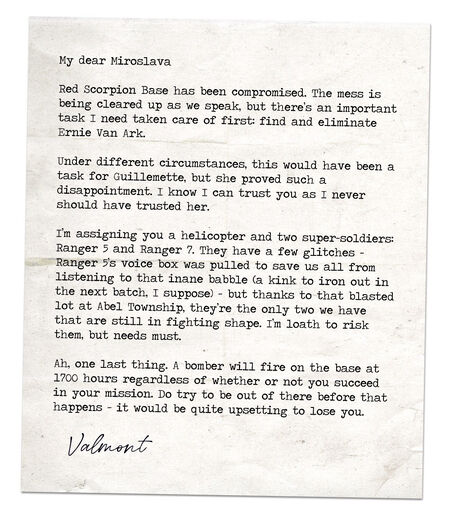 My dear Miroslava
Red Scorpion Base has been compromised. The mess is
being cleared up as we speak, but there's an important
task I need taken care of first: find and eliminate
Ernie Van Ark.
Under different circumstances, this would have been a
task for Guillemette, but she proved such a
disappointment. I know I can trust you as I never
should have trusted her.
I'm assigning you a helicopter and two super-soldiers:
Ranger 5 and Ranger 7. They have a few glitches -
Ranger 5's voice box was pulled to save us all from
listening to that inane babble (a kink to iron out in
the next batch, I suppose) - but thanks to that blasted
lot at Abel Township, they're the only two we have
that are still in fighting shape. I'm loath to risk
them, but needs must.
Ah, one last thing. A bomber will fire on the base at
1700 hours regardless of whether or not you succeed
in your mission. Do try to be out of there before that
happens - it would be quite upsetting to lose you.
Valmont